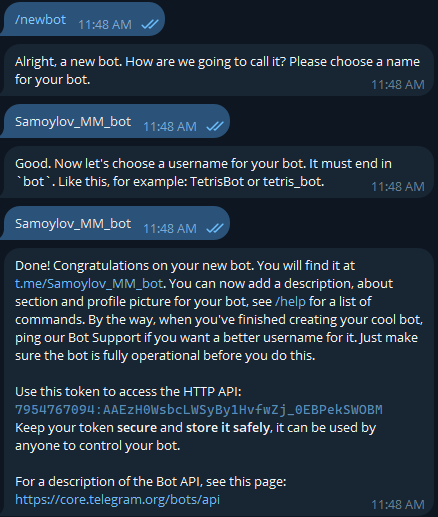 /newbot 11:48 AM
Alright, a new bot. How are we going to call it? Please choose a name
for your bot. 11:48 AM
Samoylov_MM_bot 11:48 AM
Good. Now let's choose a username for your bot. It must end in
`bot`. Like this, for example: TetrisBot or tetris_bot. 11:48 AM
Samoylov_MM_bot 11:48 AM
Done! Congratulations on your new bot. You will find it at
t.me/Samoylov_MM_bot. You can now add a description, about
section and profile picture for your bot, see /help for a list of
commands. By the way, when you've finished creating your cool bot,
ping our Bot Support if you want a better username for it. Just make
sure the bot is fully operational before you do this.
Use this token to access the HTTP API:
7954767094:AAEzH0WsbcLWSyBy1HvfwZj_0EBPekSWOBM
Keep your token secure and store it safely, it can be used by
anyone to control your bot.
For a description of the Bot API, see this page:
https://core.telegram.org/bots/api 11:48 AM